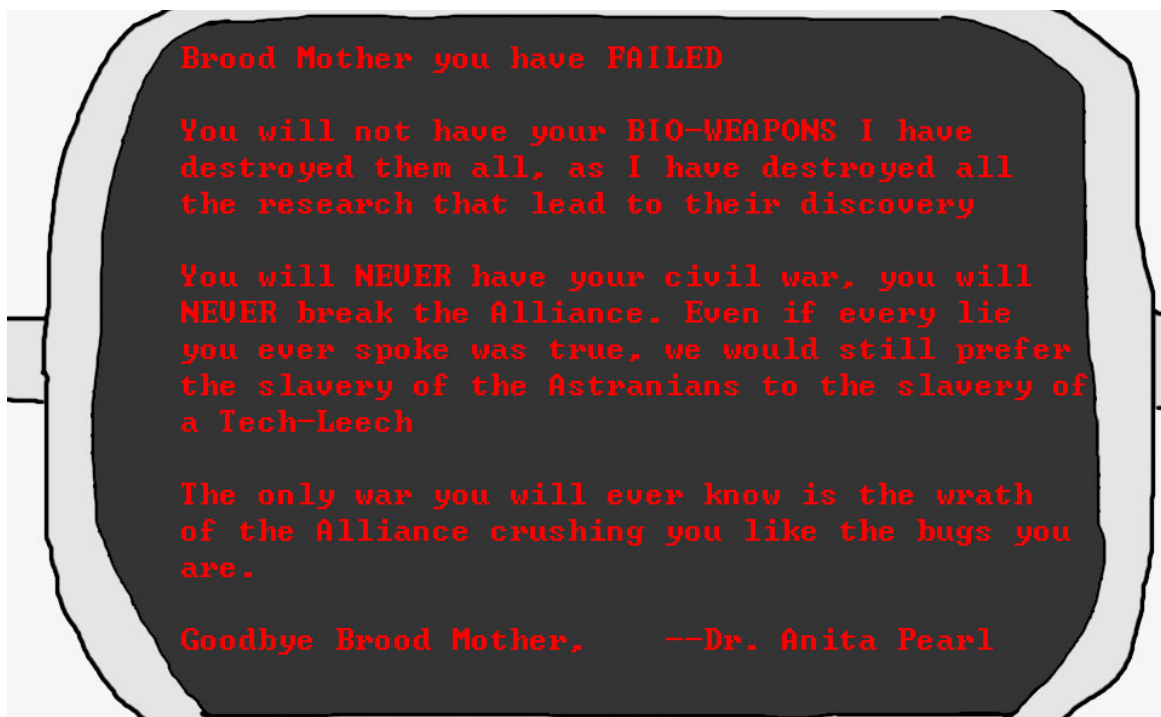 Brood Mother you have FAILED
You will not have your BIO-WEAPONS I have
destroyed them all, as I have destroyed all
the research that lead to their discovery
You will NEVER have your civil war, you will
NEVER break the Alliance. Even if every lie
you ever spoke was true, we would still prefer
the slavery of the Astranians to the slavery of
a Tech-Leech
The only war you will ever know is the wrath
of the Alliance crushing you like the bugs you
are.
Goodbye Brood Mother,    --Dr. Anita Pearl